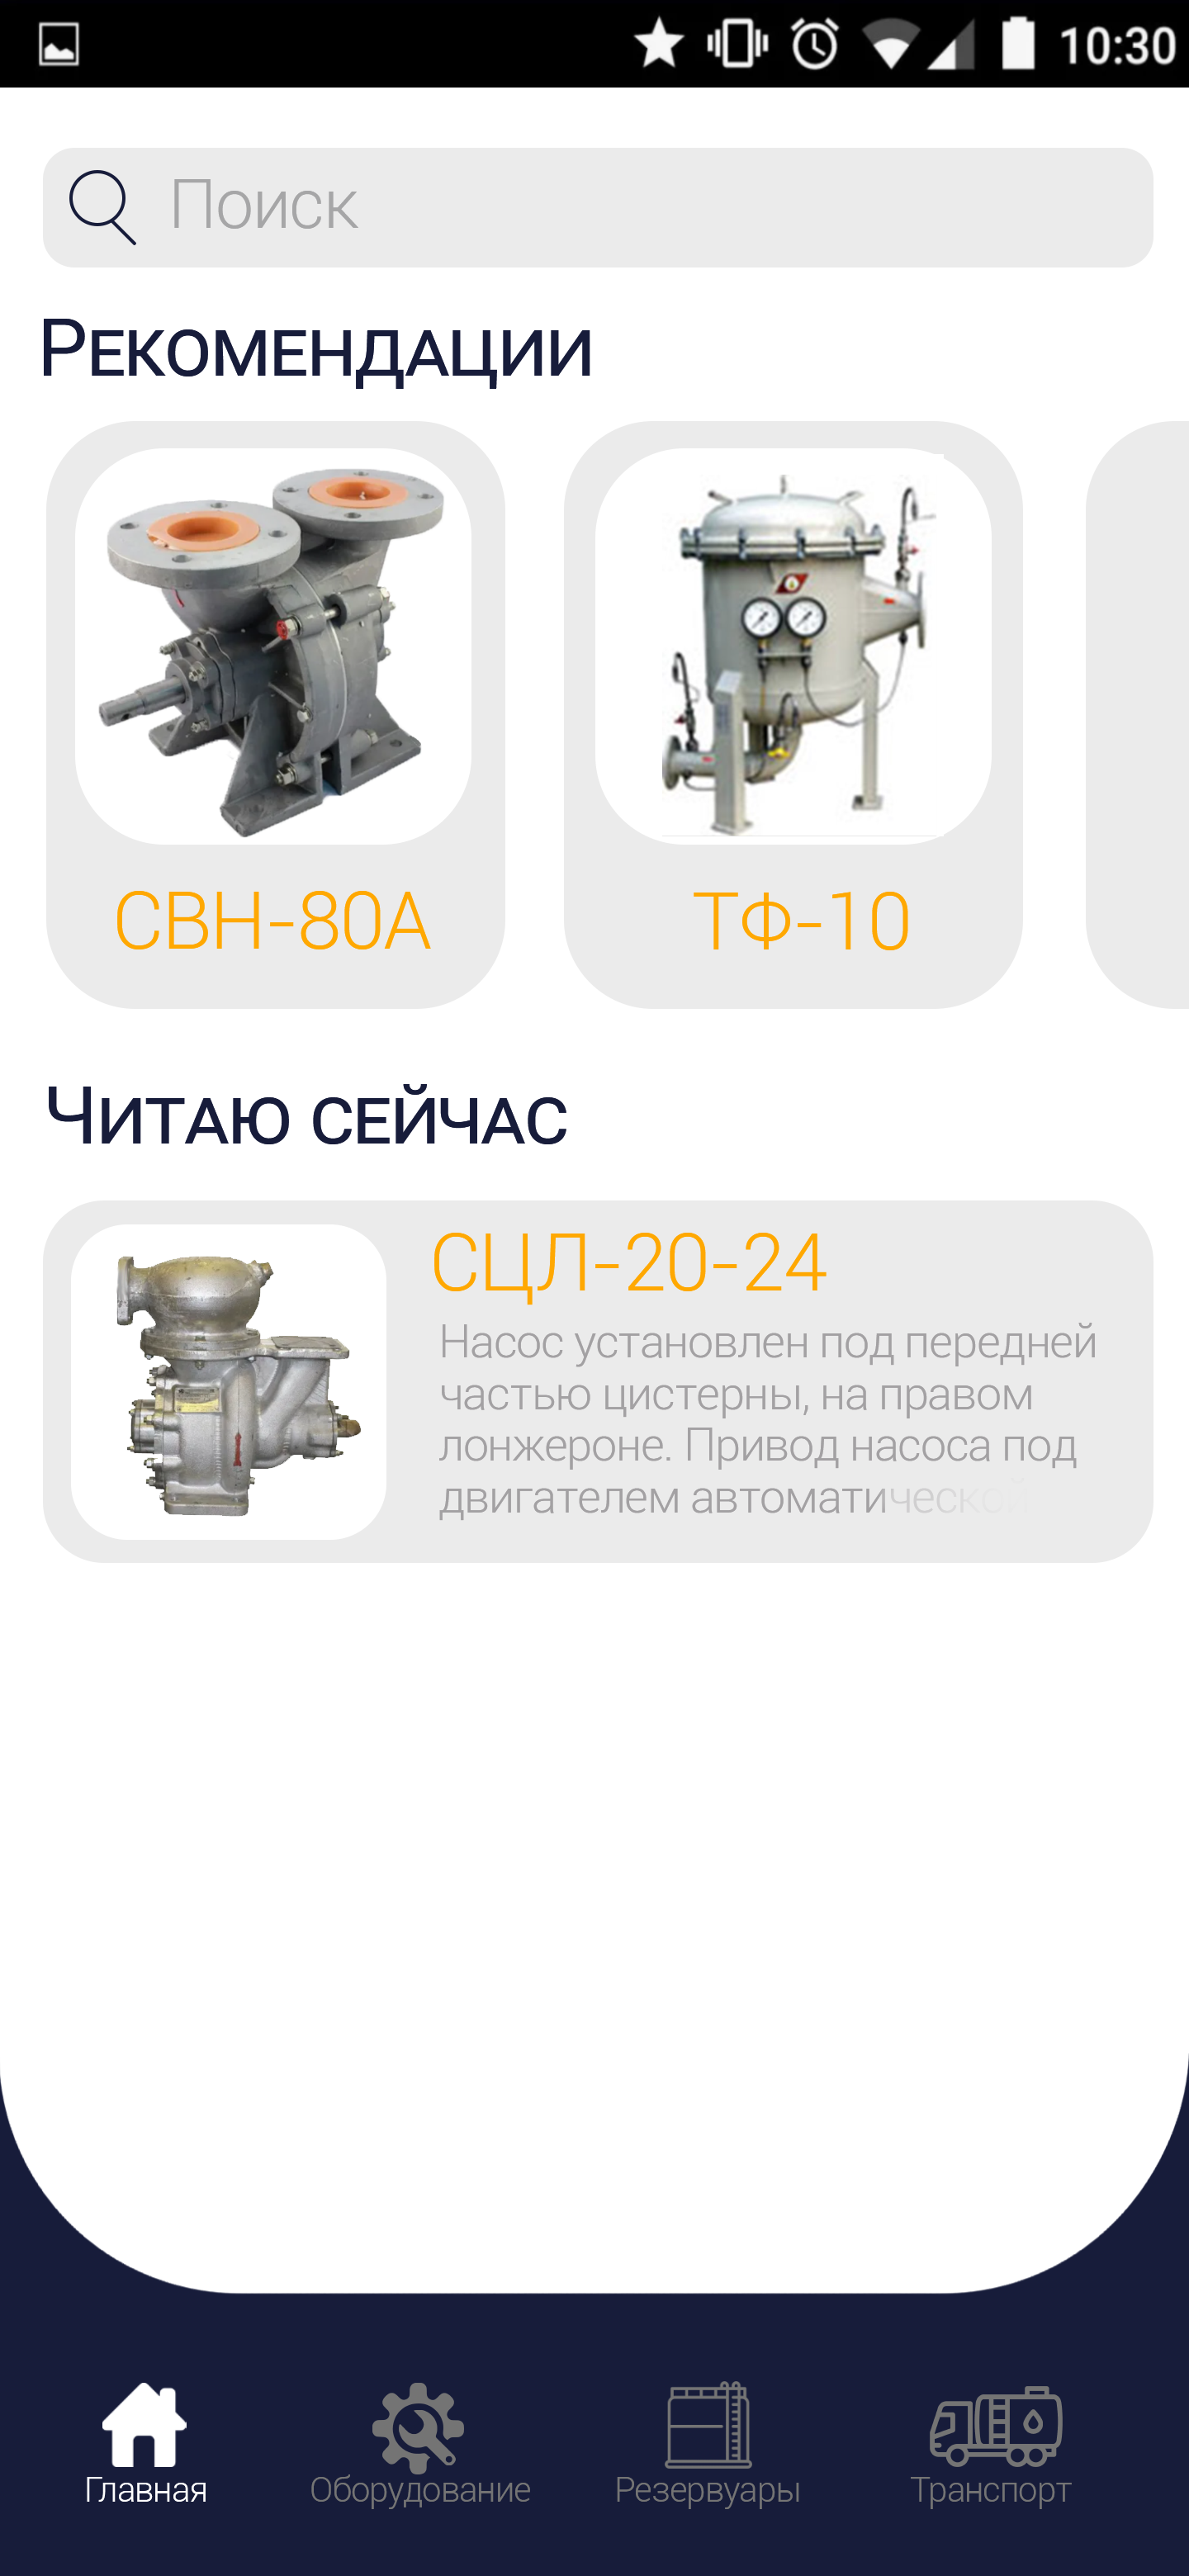 10:30
Поиск
Рекомендации
СВН-80А
ТФ-10
Читаю сейчас
СЦЛ-20-24
Насос установлен под передней
частью цистерны, на правом
лонжероне. Привод насоса под
двигателем автоматической
Главная
Оборудование
Резервуары
Транспорт